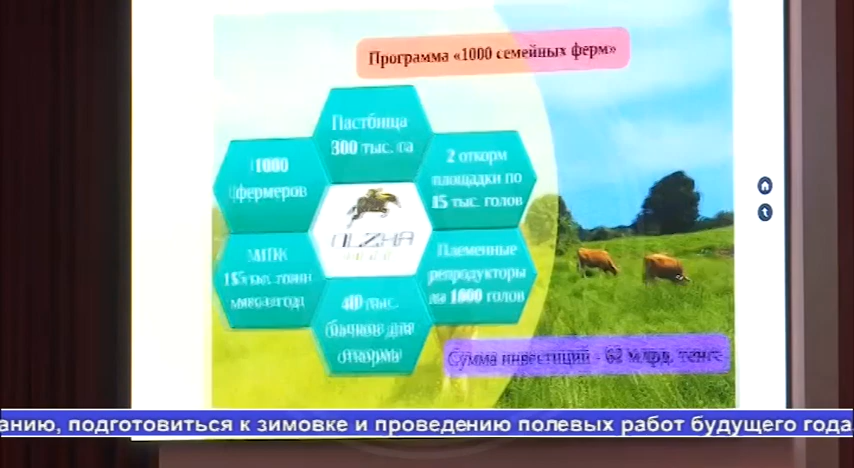 Программа «1000 семейных ферм»
Пастбища
300 тыс. га
1000
фермеров
2 откорм
площадки по
15 тыс. голов
OLZHA
МПК
15 тыс. тонн
мяса в год
Племенные
репродукторы
на 1000 голов
40 тыс.
бычков для
откорма
Сумма инвестиций - 62 млрд. тенге
анию, подготовиться к зимовке и проведению полевых работ будущего года.